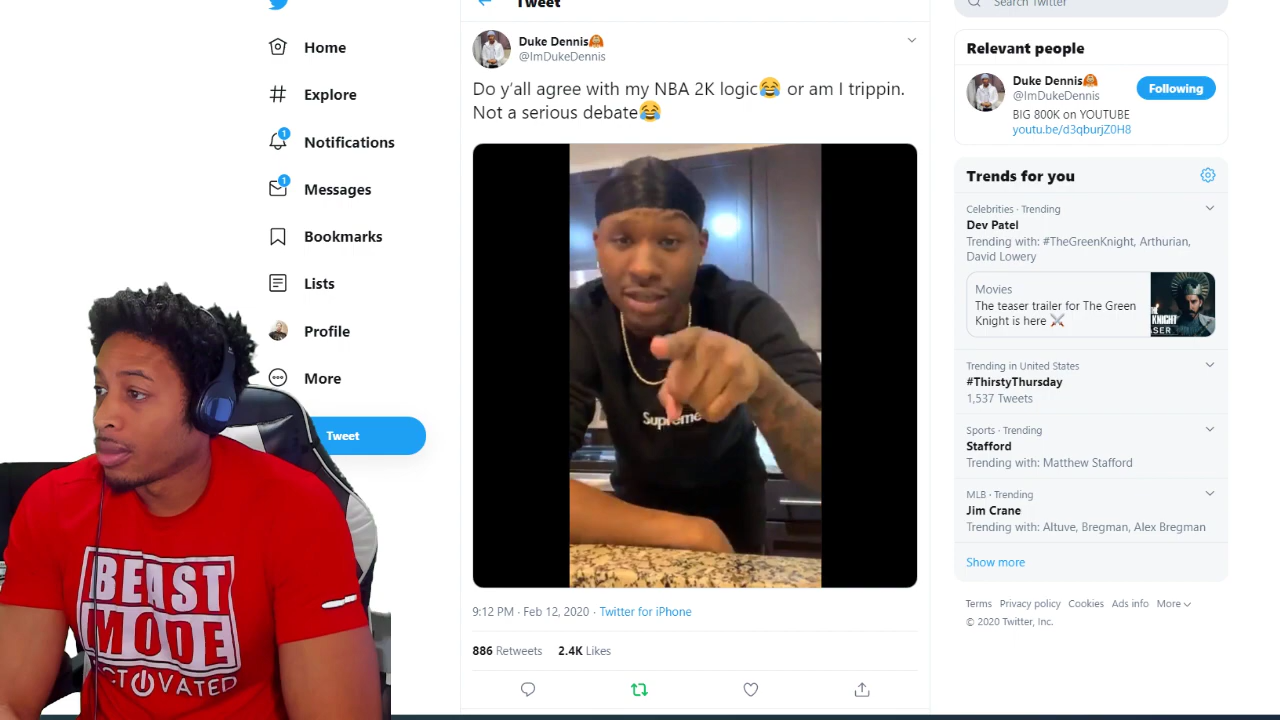 Tweet
Search Twitter
Home
Explore
1
Notifications
1
Messages
Bookmarks
Lists
Profile
More
Tweet
Duke Dennis
@ImDukeDennis
Do y’all agree with my NBA 2K logic😂 or am I trippin.
Not a serious debate😂
Supreme
9:12 PM · Feb 12, 2020 · Twitter for iPhone
886 Retweets 2.4K Likes
Relevant people
Duke Dennis
@ImDukeDennis
Following
BIG 800K on YOUTUBE
youtu.be/d3qburjZ0H8
Trends for you
Celebrities · Trending
Dev Patel
Trending with: #TheGreenKnight, Arthurian,
David Lowery
Movies
The teaser trailer for The Green
Knight is here ⚔️
KNIGHT
Trending in United States
#ThirstyThursday
1,537 Tweets
Sports · Trending
Stafford
Trending with: Matthew Stafford
MLB · Trending
Jim Crane
Trending with: Altuve, Bregman, Alex Bregman
Show more
Terms Privacy policy Cookies Ads info More
© 2020 Twitter, Inc.
BEAST
MODE
CTIVATED